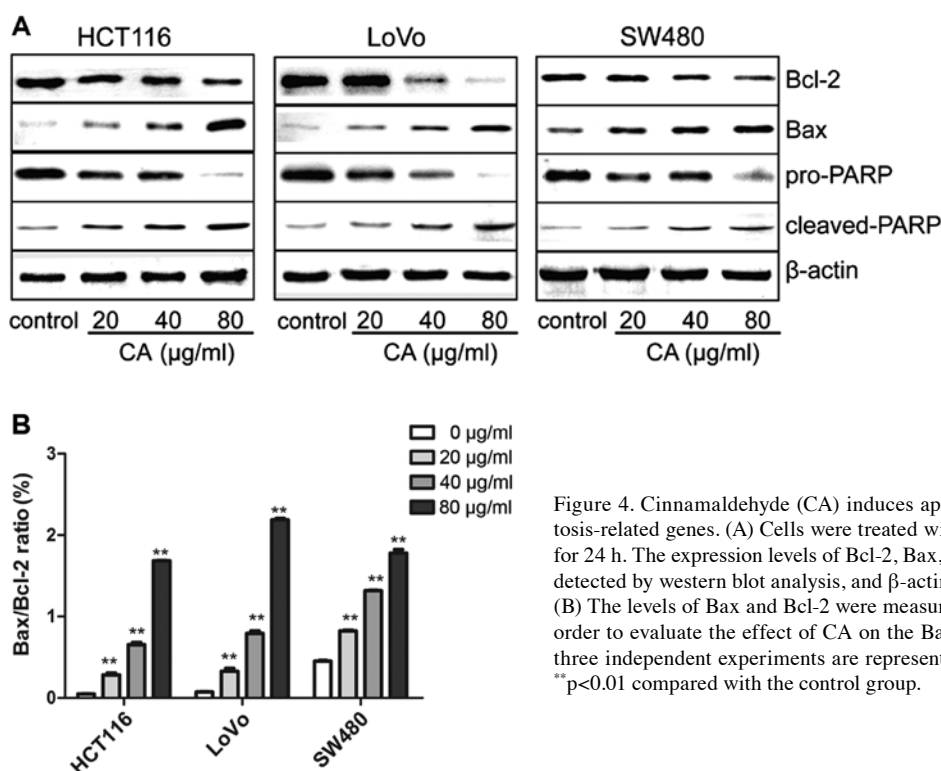 A
HCT116
LoVo
SW480
Bcl-2
Bax
pro-PARP
cleaved-PARP
β-actin
control 20 40 80
CA (µg/ml)
control 20 40 80
CA (µg/ml)
control 20 40 80
CA (µg/ml)
B
Bax/Bcl-2 ratio (%)
3
2
1
0
0 µg/ml
20 µg/ml
40 µg/ml
80 µg/ml
** ** **
** ** **
** ** **
HCT116
LoVo
SW480
Figure 4. Cinnamaldehyde (CA) induces ap
tosis-related genes. (A) Cells were treated wi
for 24 h. The expression levels of Bcl-2, Bax,
detected by western blot analysis, and β-actin
(B) The levels of Bax and Bcl-2 were measur
order to evaluate the effect of CA on the Ba
three independent experiments are represent
**p<0.01 compared with the control group.